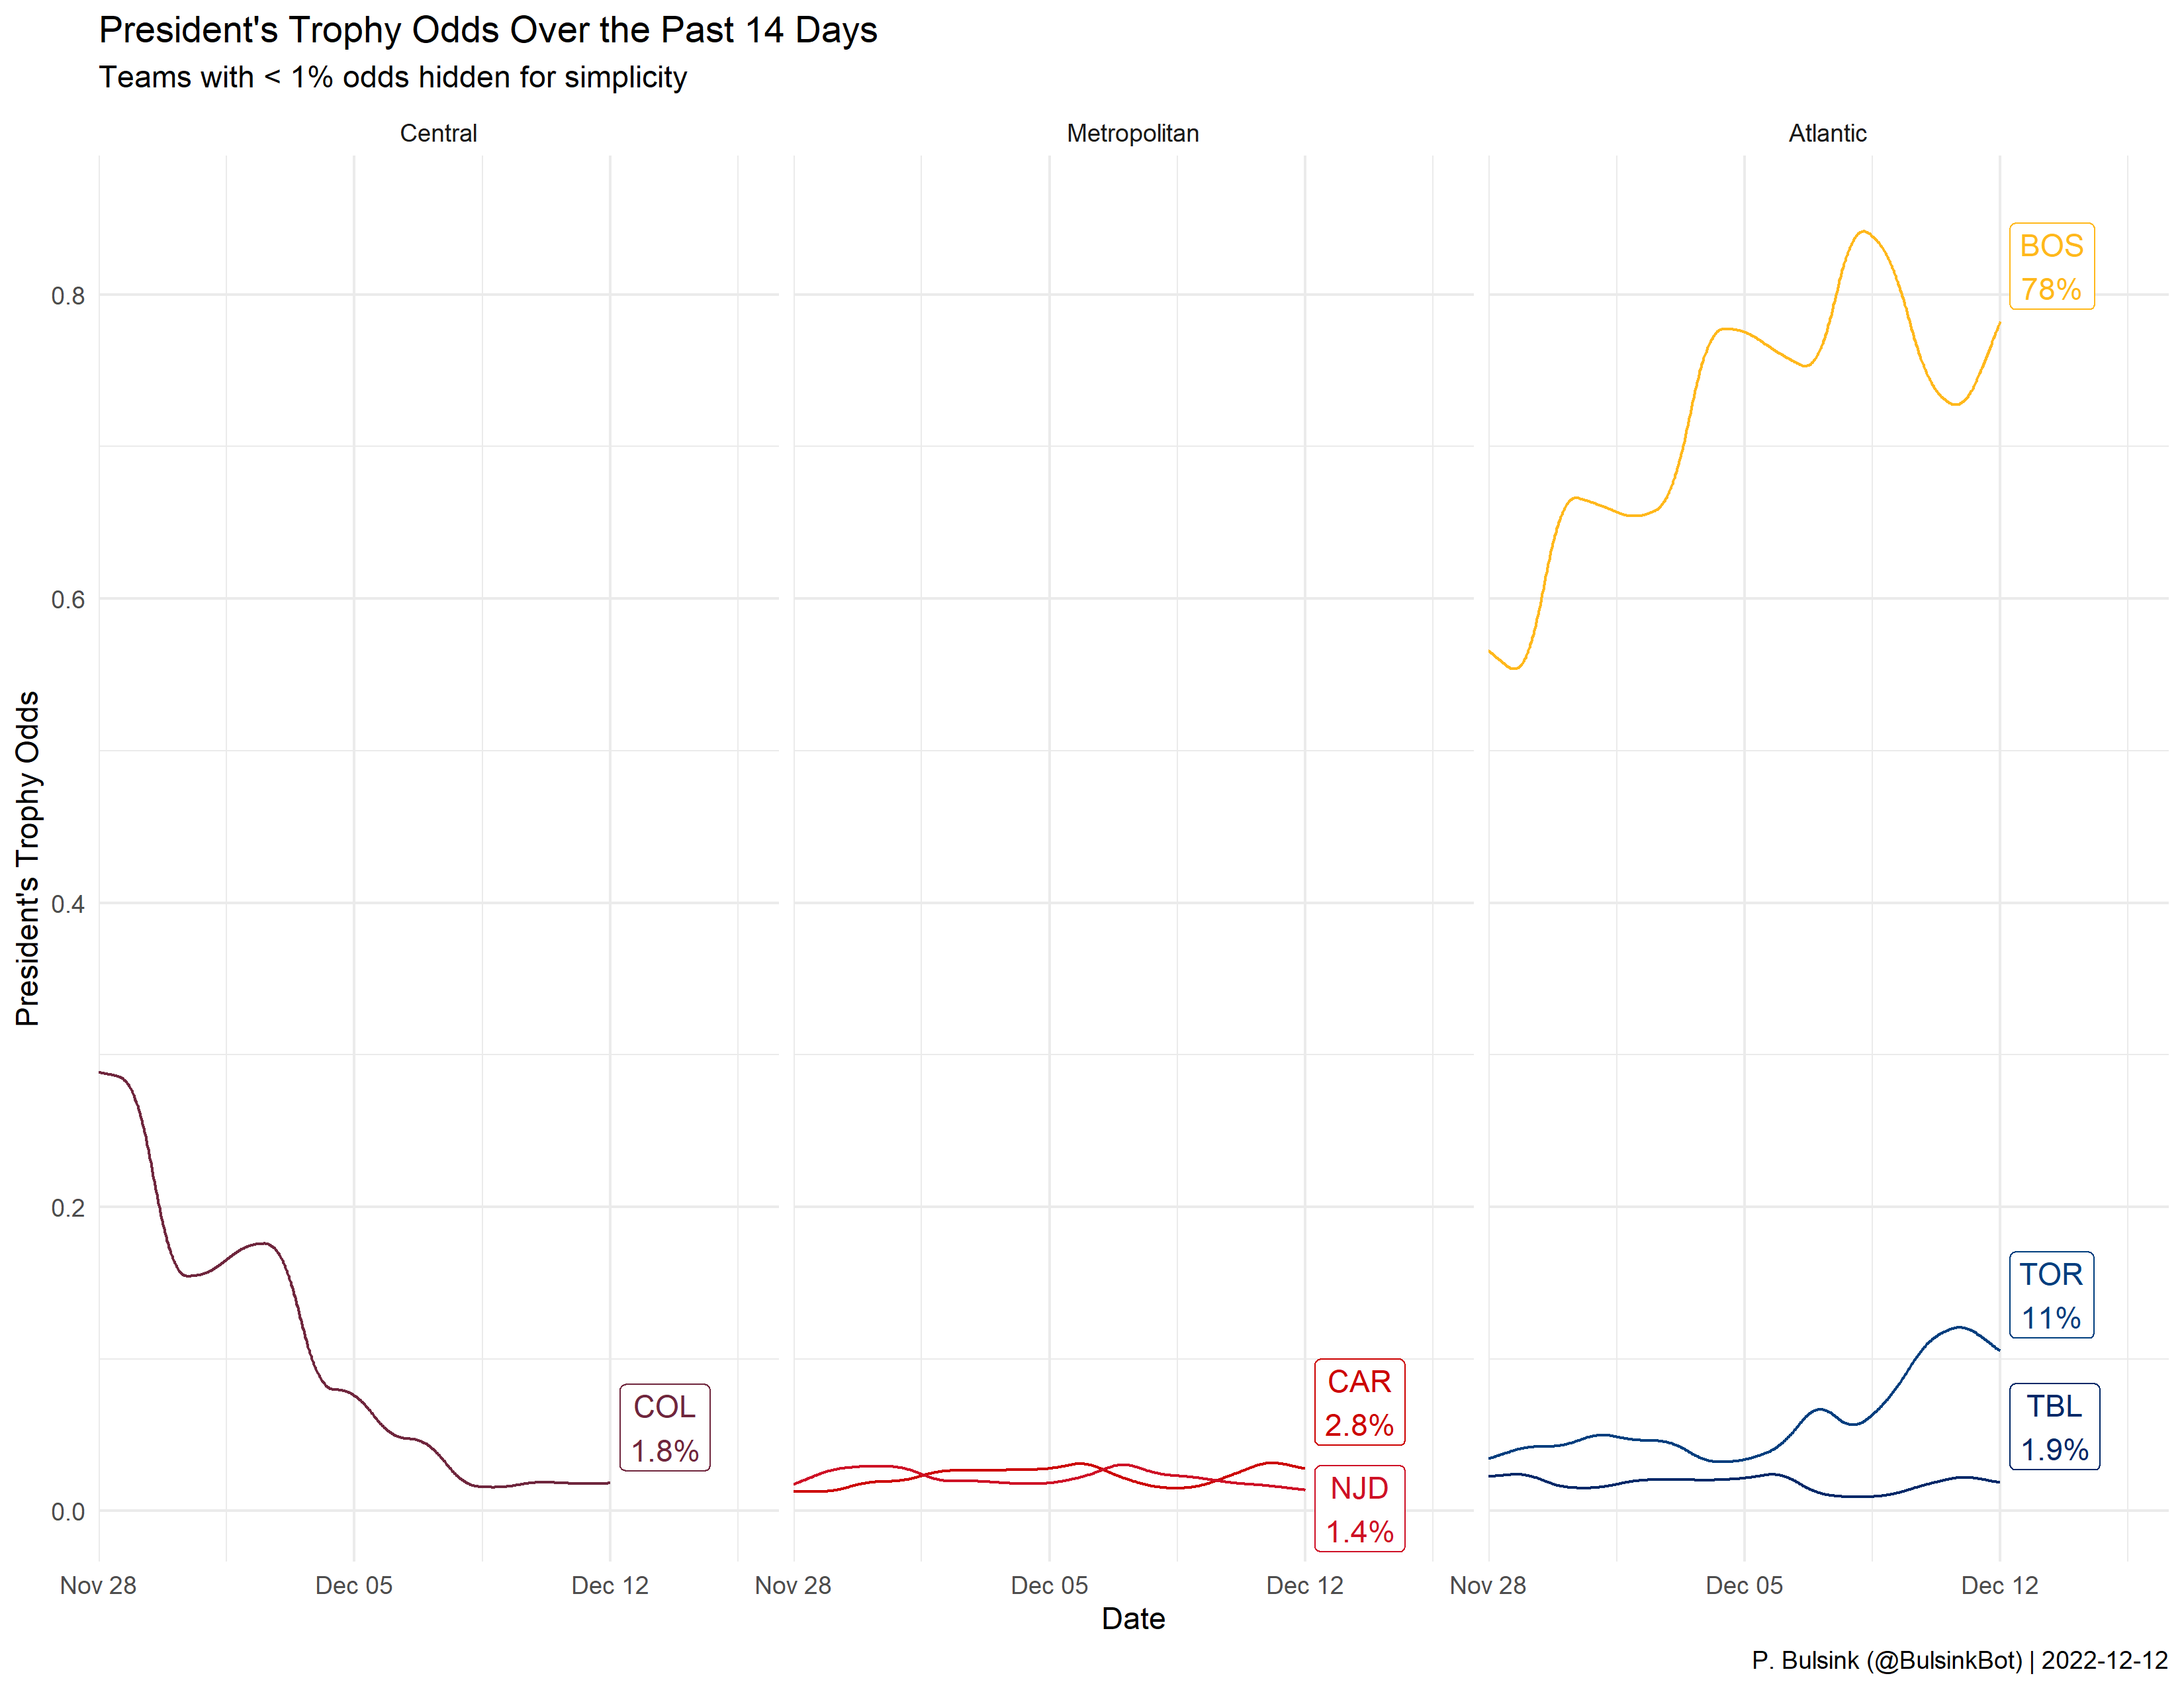 President's Trophy Odds Over the Past 14 Days
Teams with < 1% odds hidden for simplicity
Central
Metropolitan
Atlantic
President's Trophy Odds
0.8
0.6
0.4
0.2
0.0
COL
1.8%
CAR
2.8%
NJD
1.4%
BOS
78%
TOR
11%
TBL
1.9%
Nov 28
Dec 05
Dec 12
Nov 28
Dec 05
Dec 12
Nov 28
Dec 05
Dec 12
Date
P. Bulsink (@BulsinkBot) | 2022-12-12